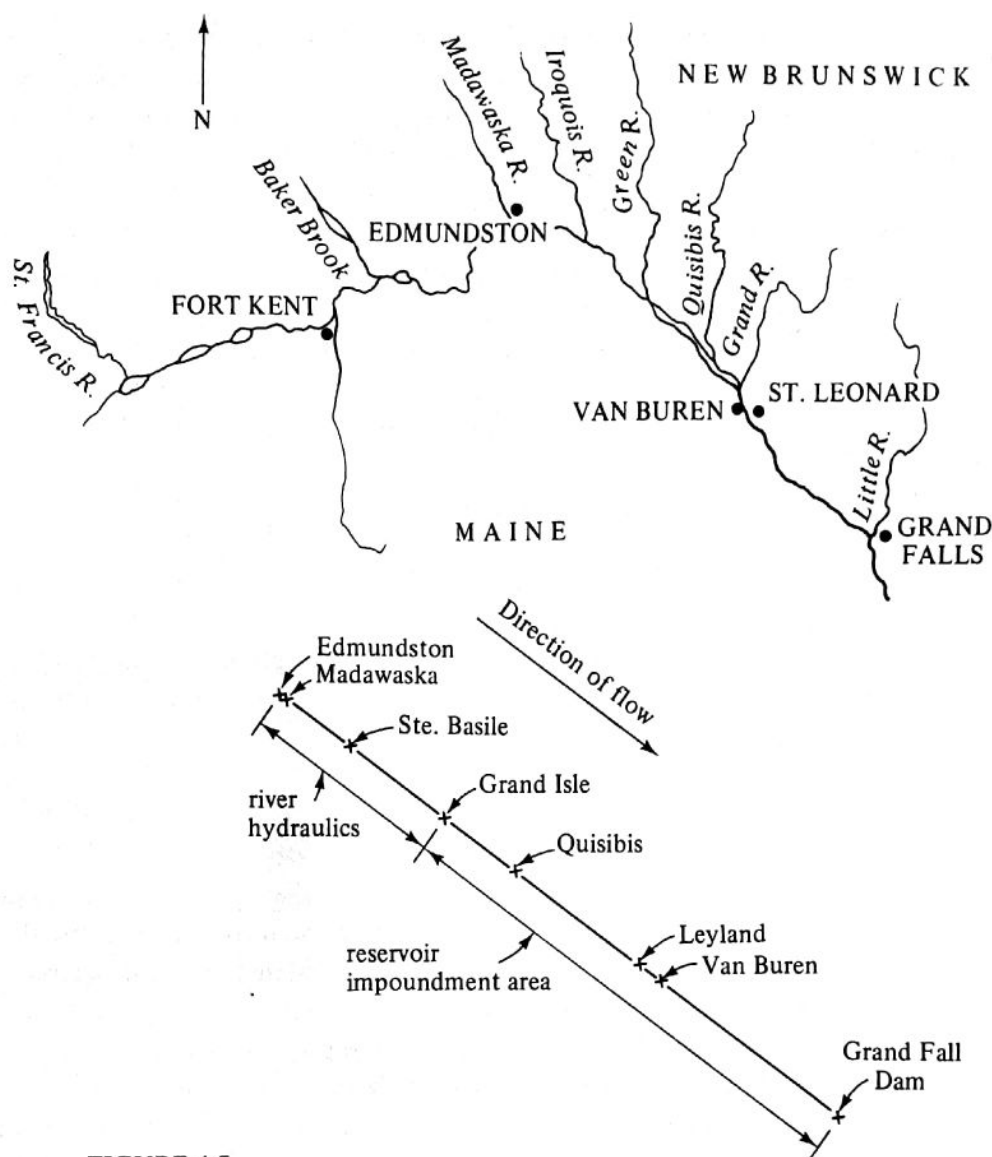 N
NEW BRUNSWICK
Madawaska R.
Iroquois R.
Green R.
Quisibis R.
Grand R.
Baker Brook
EDMUNDSTON
St. Francis R.
FORT KENT
VAN BUREN
ST. LEONARD
Little R.
MAINE
GRAND
FALLS
Direction of flow
Edmundston
Madawaska
Ste. Basile
Grand Isle
river
hydraulics
Quisibis
Leyland
Van Buren
reservoir
impoundment area
Grand Fall
Dam